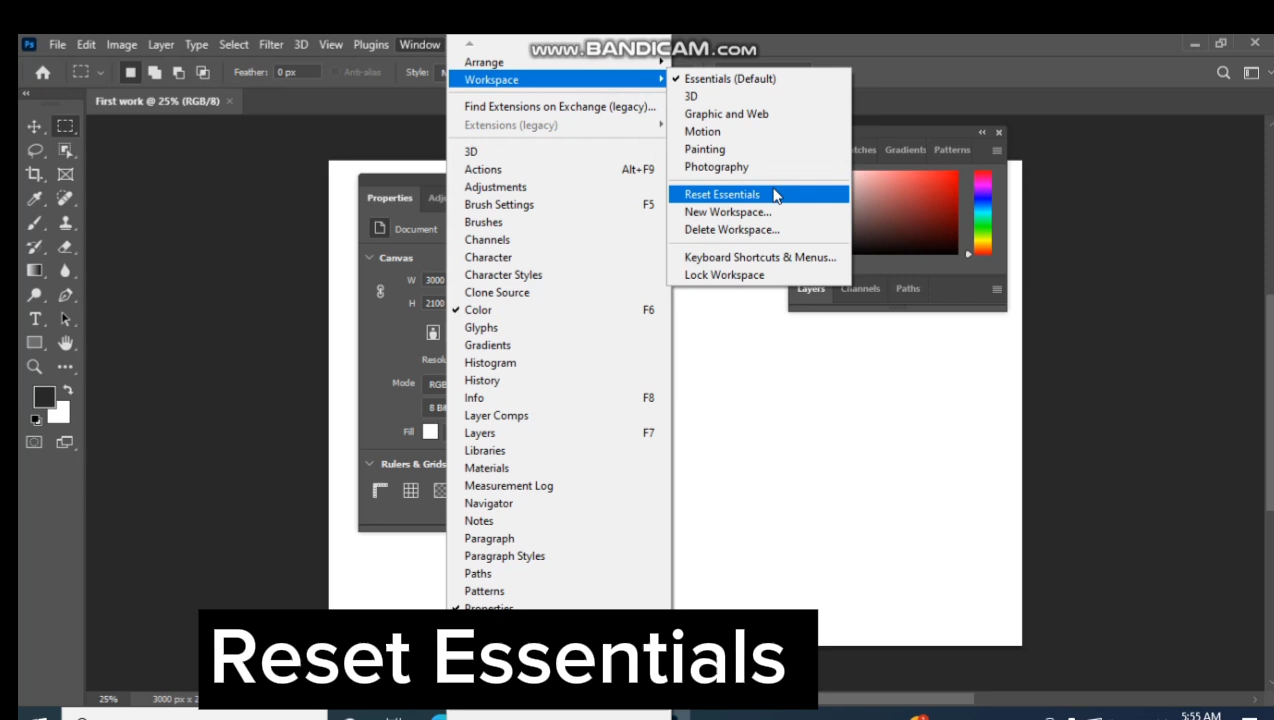 Ps File Edit Image Layer Type Select Filter 3D View Plugins Window
www.BANDICAM.com
Feather: 0 px Anti-alias Style:
First work @ 25% (RGB/8)
Arrange
Workspace
Find Extensions on Exchange (legacy)...
Extensions (legacy)
3D
Actions Alt+F9
Adjustments
Brush Settings F5
Brushes
Channels
Character
Character Styles
Clone Source
Color F6
Glyphs
Gradients
Histogram
History
Info F8
Layer Comps
Layers F7
Libraries
Materials
Measurement Log
Navigator
Notes
Paragraph
Paragraph Styles
Paths
Patterns
Properties
Essentials (Default)
3D
Graphic and Web
Motion
Painting
Photography
Reset Essentials
New Workspace...
Delete Workspace...
Keyboard Shortcuts & Menus...
Lock Workspace
Gradients Patterns
Layers Channels Paths
Properties
Document
Canvas
W 3000
H 2100
Mode
Fill
Rulers & Grids
Reset Essentials
25% 3000 px x
5:55 AM